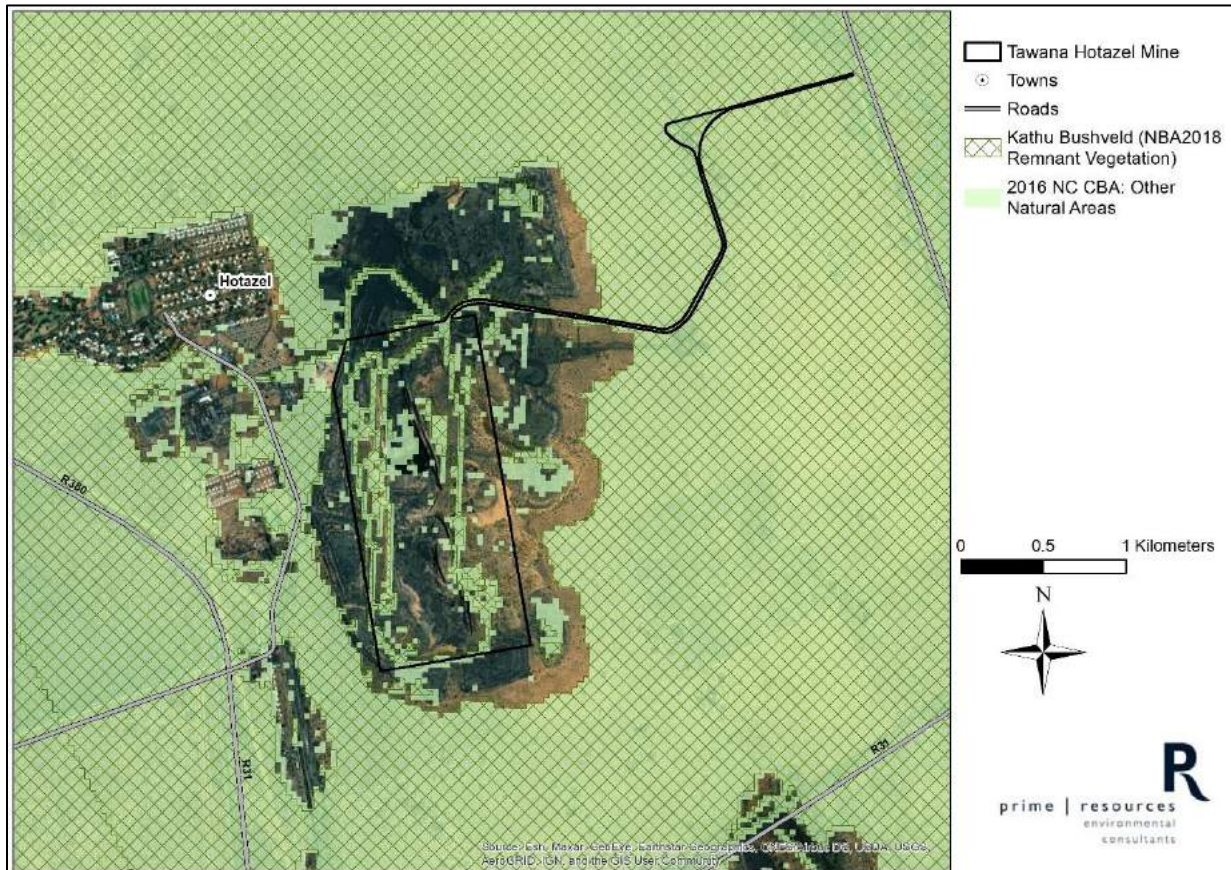 Tawana Hotazel Mine
Towns
Roads
Kathu Bushveld (NBA2018
Remnant Vegetation)
2016 NC CBA: Other
Natural Areas
Hotazel
R380
R31
R31
0 0.5 1 Kilometers
N
R
prime | resources
environmental
consultants
Source: Esri, Maxar, GeoEye, Earthstar Geographics, CNES/Airbus DS, USDA, USGS,
AeroGRID, IGN, and the GIS User Community